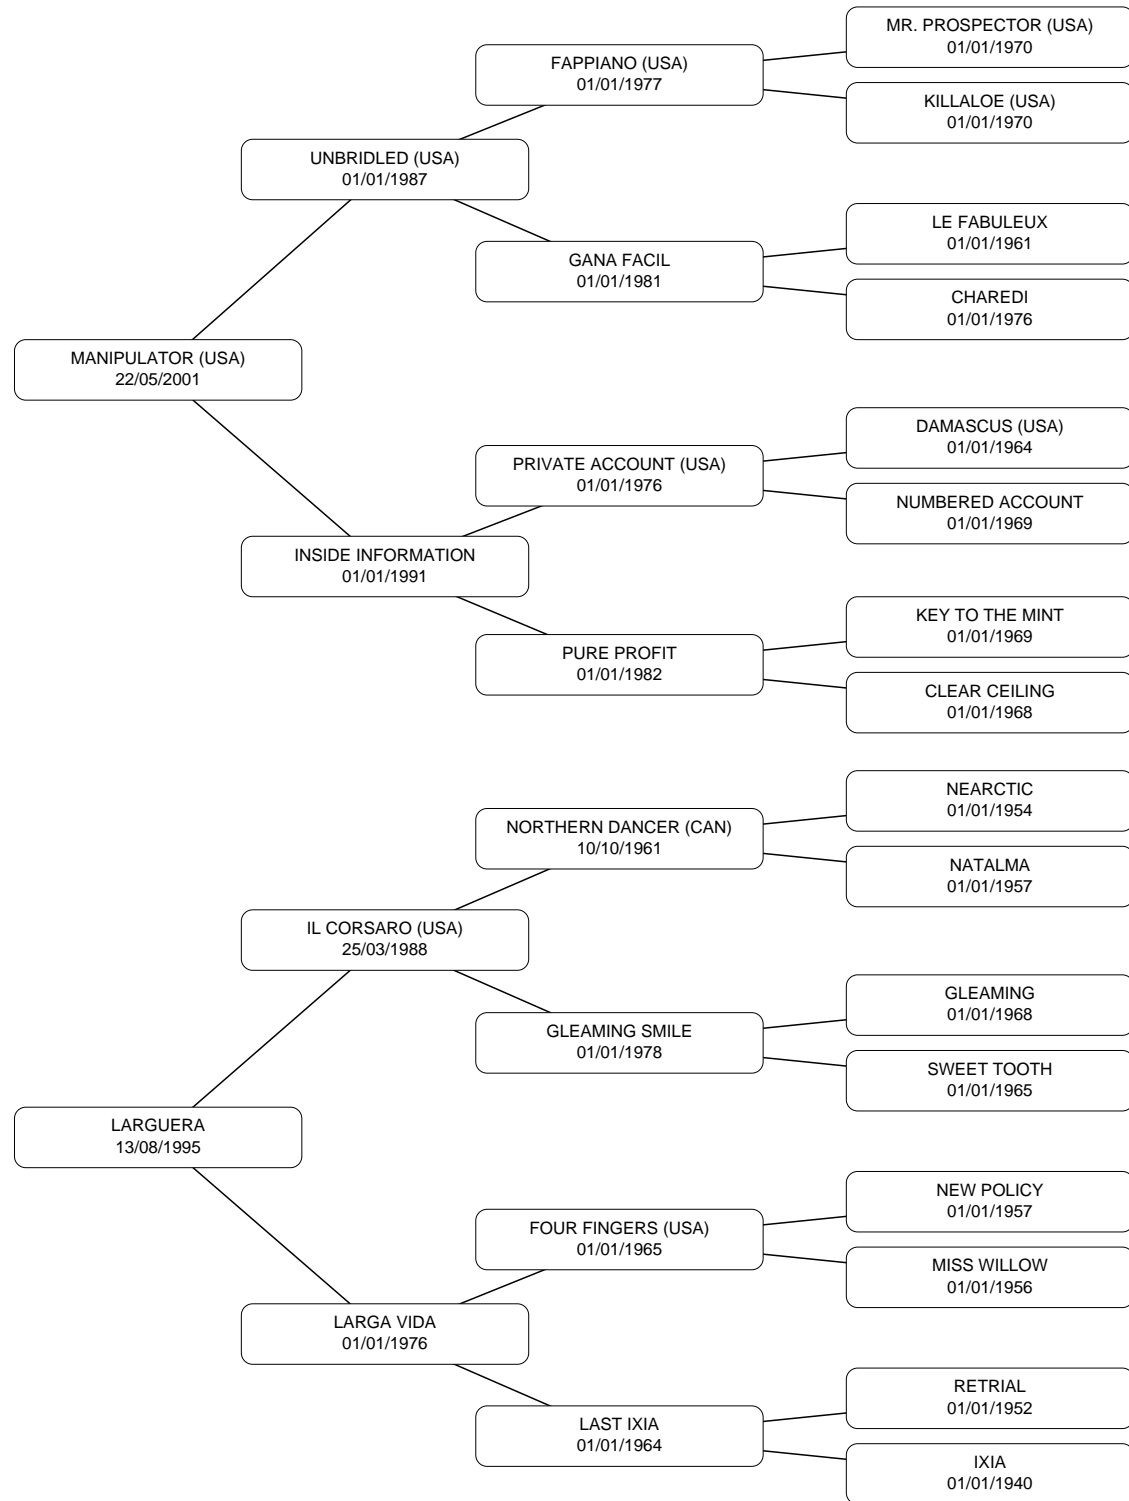 MR. PROSPECTOR (USA)
01/01/1970
FAPPIANO (USA)
01/01/1977
KILLALOE (USA)
01/01/1970
UNBRIDLED (USA)
01/01/1987
LE FABULEUX
01/01/1961
GANA FACIL
01/01/1981
CHAREDI
01/01/1976
MANIPULATOR (USA)
22/05/2001
DAMASCUS (USA)
01/01/1964
PRIVATE ACCOUNT (USA)
01/01/1976
NUMBERED ACCOUNT
01/01/1969
INSIDE INFORMATION
01/01/1991
KEY TO THE MINT
01/01/1969
PURE PROFIT
01/01/1982
CLEAR CEILING
01/01/1968
NEARCTIC
01/01/1954
NORTHERN DANCER (CAN)
10/10/1961
NATALMA
01/01/1957
IL CORSARO (USA)
25/03/1988
GLEAMING
01/01/1968
GLEAMING SMILE
01/01/1978
SWEET TOOTH
01/01/1965
LARGUERA
13/08/1995
NEW POLICY
01/01/1957
FOUR FINGERS (USA)
01/01/1965
MISS WILLOW
01/01/1956
LARGA VIDA
01/01/1976
RETRIAL
01/01/1952
LAST IXIA
01/01/1964
IXIA
01/01/1940